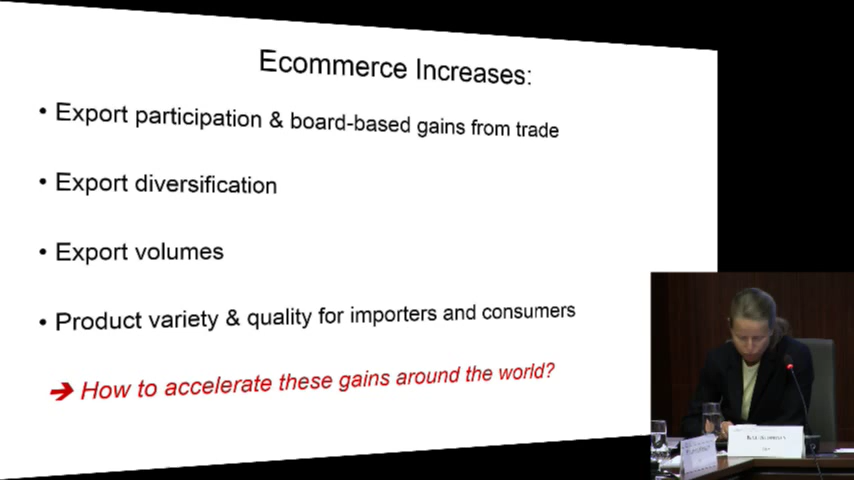 Ecommerce Increases:
• Export participation & board-based gains from trade
• Export diversification
• Export volumes
• Product variety & quality for importers and consumers
➔ How to accelerate these gains around the world?